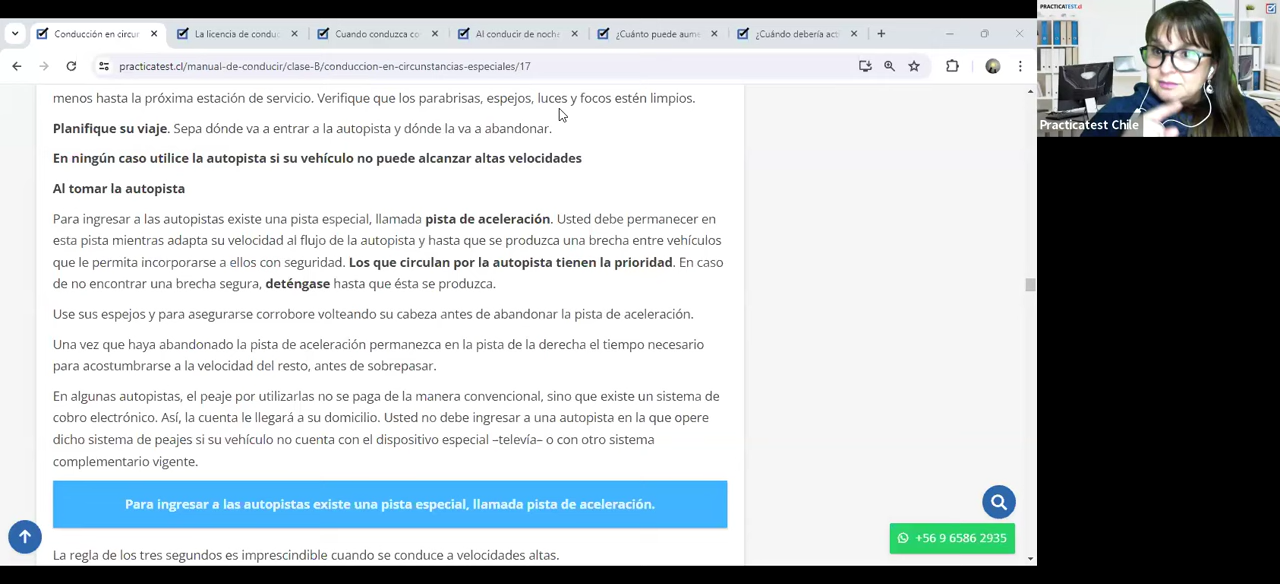 Conducción en circur
La licencia de conduc
Cuando conduzca co
Al conducir de noche
¿Cuánto puede aume
¿Cuándo debería act
practicatest.cl/manual-de-conducir/clase-B/conduccion-en-circunstancias-especiales/17
PRACTICATEST.cl
Practicatest Chile
menos hasta la próxima estación de servicio. Verifique que los parabrisas, espejos, luces y focos estén limpios.
Planifique su viaje. Sepa dónde va a entrar a la autopista y dónde la va a abandonar.
En ningún caso utilice la autopista si su vehículo no puede alcanzar altas velocidades
Al tomar la autopista
Para ingresar a las autopistas existe una pista especial, llamada pista de aceleración. Usted debe permanecer en
esta pista mientras adapta su velocidad al flujo de la autopista y hasta que se produzca una brecha entre vehículos
que le permita incorporarse a ellos con seguridad. Los que circulan por la autopista tienen la prioridad. En caso
de no encontrar una brecha segura, deténgase hasta que ésta se produzca.
Use sus espejos y para asegurarse corrobore volteando su cabeza antes de abandonar la pista de aceleración.
Una vez que haya abandonado la pista de aceleración permanezca en la pista de la derecha el tiempo necesario
para acostumbrarse a la velocidad del resto, antes de sobrepasar.
En algunas autopistas, el peaje por utilizarlas no se paga de la manera convencional, sino que existe un sistema de
cobro electrónico. Así, la cuenta le llegará a su domicilio. Usted no debe ingresar a una autopista en la que opere
dicho sistema de peajes si su vehículo no cuenta con el dispositivo especial –televía– o con otro sistema
complementario vigente.
Para ingresar a las autopistas existe una pista especial, llamada pista de aceleración.
+56 9 6586 2935
La regla de los tres segundos es imprescindible cuando se conduce a velocidades altas.